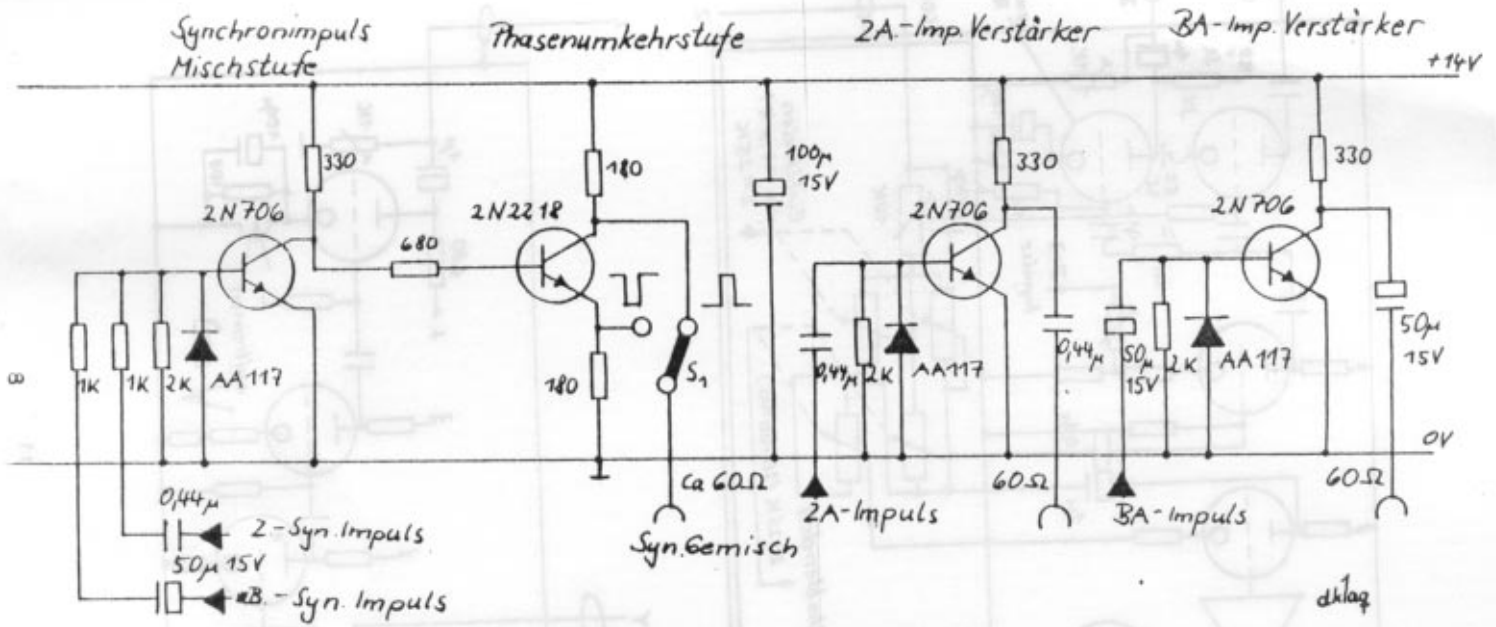 Synchronimpuls
Mischstufe
Phasenumkehrstufe
2A.-Imp. Verstärker
BA-Imp. Verstärker
+14V
330
180
100µ
15V
330
330
2N706
2N2218
2N706
2N706
680
1K
1K
2K
AA117
180
S1
0,44µ
2K
AA117
0,44µ
50µ
15V
2K
AA117
50µ
15V
8
0V
ca 60Ω
60Ω
60Ω
0,44µ
2-Syn. Impuls
50µ 15V
B.-Syn. Impuls
Syn. Gemisch
2A-Impuls
BA-Impuls
dk1aq